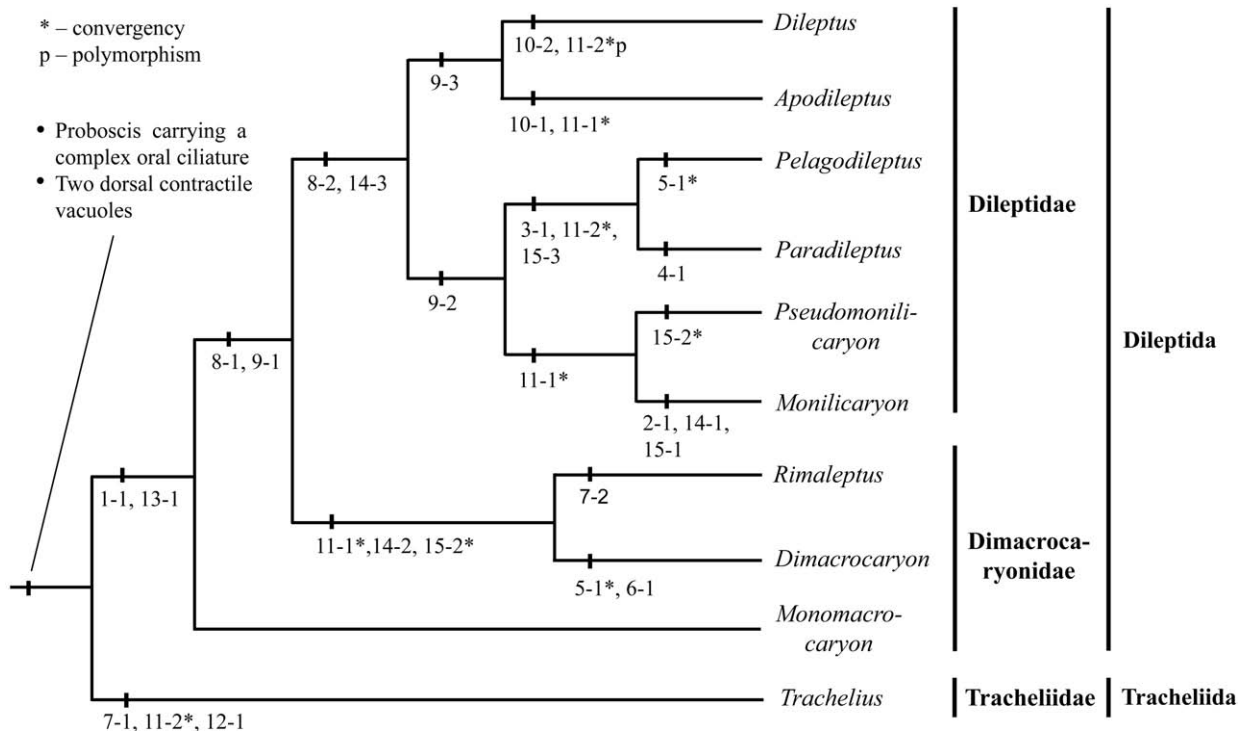 * – convergency
p – polymorphism
• Proboscis carrying a
complex oral ciliature
• Two dorsal contractile
vacuoles
Dileptus
10-2, 11-2*p
9-3
Apodileptus
10-1, 11-1*
8-2, 14-3
Pelagodileptus
5-1*
3-1, 11-2*,
15-3
Paradileptus
4-1
9-2
Pseudomonili-
caryon
15-2*
11-1*
Monilicaryon
2-1, 14-1,
15-1
8-1, 9-1
Rimaleptus
7-2
11-1*,14-2, 15-2*
Dimacrocaryon
5-1*, 6-1
1-1, 13-1
Monomacro-
caryon
Trachelius
7-1, 11-2*, 12-1
Dileptidae
Dimacroca-
ryonidae
Tracheliidae
Dileptida
Tracheliida